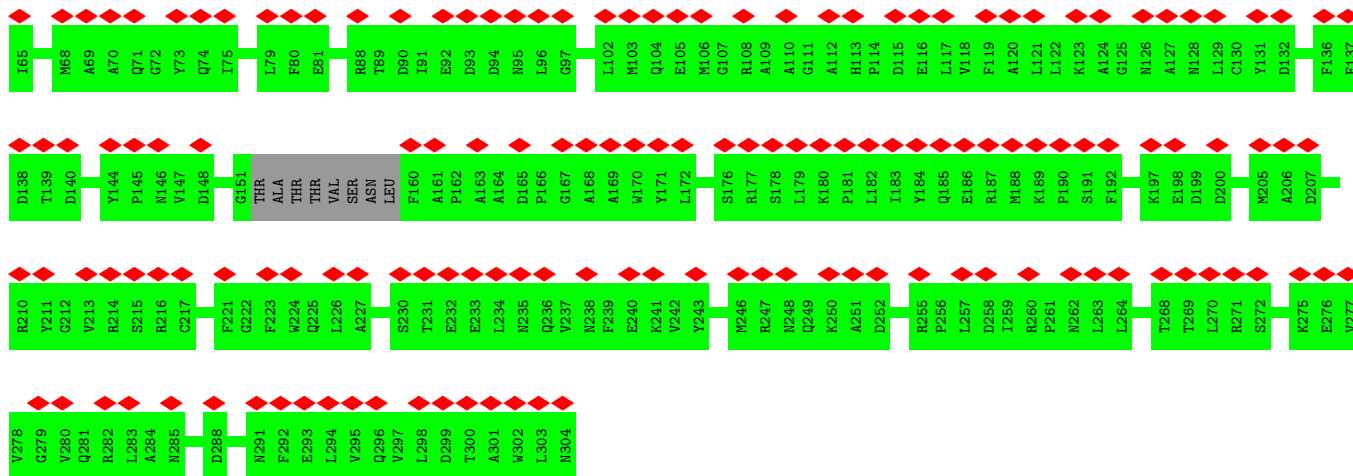 I65 M68 A69 A70 Q71 G72 Y73 Q74 I75 L79 F80 E81 R88 T89 D90 I91 E92 D93 D94 N95 L96 G97 L102 M103 Q104 E105 M106 G107 R108 A109 A110 G111 A112 H113 P114 D115 E116 L117 V118 F119 A120 L121 L122 K123 A124 G125 N126 A127 N128 L129 C130 Y131 D132 F136 E137
D138 T139 D140 Y144 P145 N146 V147 D148 G151 THR ALA THR THR VAL SER ASN LEU F160 A161 P162 A163 A164 D165 P166 G167 A168 A169 W170 Y171 L172 S176 R177 S178 L179 K180 P181 L182 I183 Y184 Q185 E186 R187 M188 K189 P190 S191 F192 K197 E198 D199 D200 M205 A206 D207
R210 Y211 G212 V213 R214 S215 R216 C217 F221 G222 F223 W224 Q225 L226 A227 S230 T231 E232 E233 L234 N235 Q236 V237 N238 F239 E240 K241 V242 Y243 M246 R247 N248 Q249 K250 A251 D252 R255 P256 L257 D258 I259 R260 P261 N262 L263 L264 T268 T269 L270 R271 S272 K275 E276 V277
V278 G279 V280 Q281 R282 L283 A284 N285 D288 N291 F292 E293 L294 V295 Q296 V297 L298 D299 T300 A301 W302 L303 N304